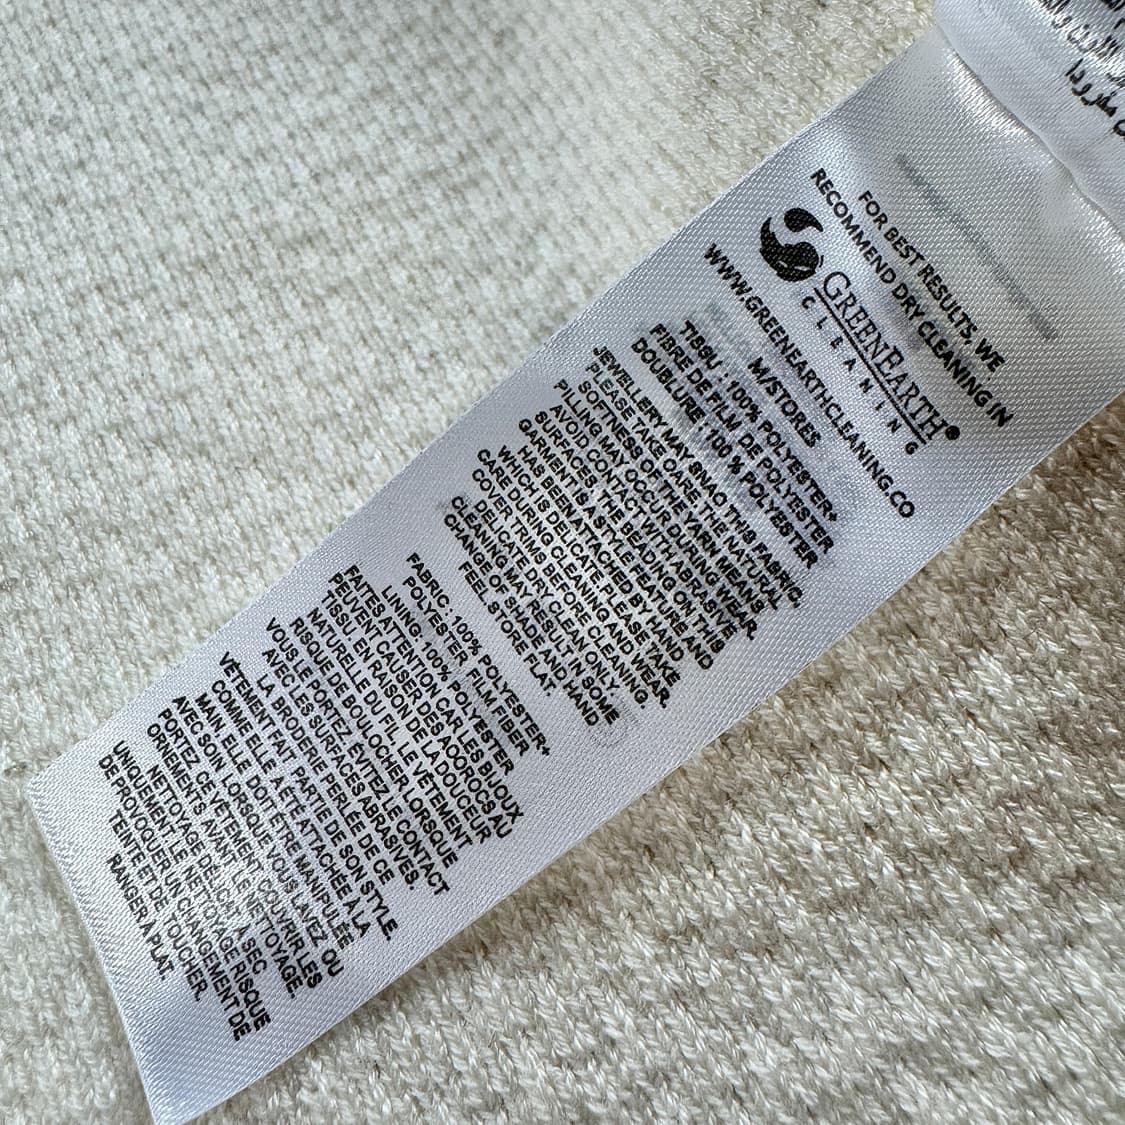 FOR BEST RESULTS, WE
RECOMMEND DRY CLEANING IN
GREENEARTH®
CLEANING
WWW.GREENEARTHCLEANING.CO
M/STORES
TISSU : 100% POLYESTER+
FIBRE DE FILM DE POLYESTER
DOUBLURE : 100 % POLYESTER
JEWELLERY MAY SNAG THIS FABRIC.
PLEASE TAKE CARE THE NATURAL
SOFTNESS OF THE YARN MEANS
PILLING MAY OCCUR DURING WEAR.
AVOID CONTACT WITH ABRASIVE
SURFACES. THE BEADING ON THIS
GARMENT IS A STYLE FEATURE AND
HAS BEEN ATTACHED BY HAND
WHICH IS DELICATE PLEASE TAKE
CARE DURING CLEANING AND WEAR.
COVER TRIMS BEFORE CLEANING.
DELICATE DRY CLEAN ONLY.
CLEANING MAY RESULT IN SOME
CHANGE OF SHADE AND HAND
FEEL STORE FLAT.
FABRIC : 100% POLYESTER+
POLYESTER FILM FIBER
LINING: 100% POLYESTER
FAITES ATTENTION CAR LES BIJOUX
PEUVENT CAUSER DES AOOROCS AU
TISSU EN RAISON DE LA DOUCEUR
NATURELLE DU FIL LE VÊTEMENT
RISQUE DE BOULOCHER LORSQUE
VOUS LE PORTEZ. ÉVITEZ LE CONTACT
AVEC LES SURFACES ABRASIVES.
LA BRODERIE PERLÉE DE CE
VÊTEMENT FAIT PARTIE DE SON STYLE.
COMME ELLE A ÉTÉ ATTACHÉE À LA
MAIN ELLE DOIT ÊTRE MANIPULÉE
AVEC SOIN LORSQUE VOUS LAVEZ OU
PORTEZ CE VÊTEMENT. COUVRIR LES
ORNEMENTS AVANT LE NETTOYAGE.
NETTOYAGE DÉLICAT À SEC
UNIQUEMENT LE NETTOYAGE RISQUE
DE PROVOQUER UN CHANGEMENT DE
TEINTE ET DE TOUCHER.
RANGER À PLAT.